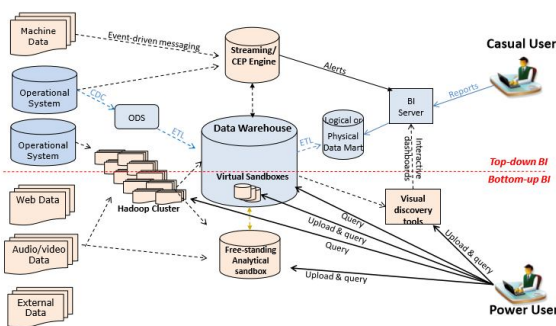 Machine
Data
Event-driven messaging
Streaming/
CEP Engine
Alerts
Casual User
Operational
System
CDC
ODS
ETL
Data Warehouse
ETL
Logical or
Physical
Data Mart
BI
Server
Reports
Operational
System
Interactive
dashboards
Top-down BI
Bottom-up BI
Virtual Sandboxes
Hadoop Cluster
Web Data
Visual
discovery
tools
Query
Upload & query
Query
Upload & query
Audio/video
Data
Free-standing
Analytical
sandbox
Upload & query
External
Data
Power User